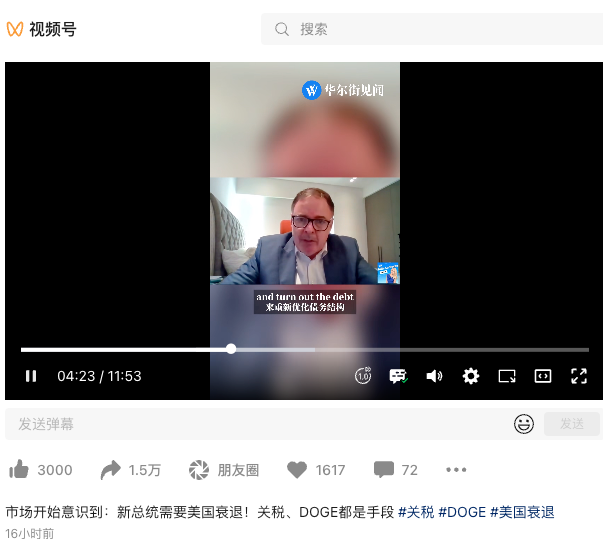 视频号
搜索
华尔街见闻
and turn out the debt
来重新优化债务结构
04:23 / 11:53
1.0
发送弹幕
发送
3000
1.5万
朋友圈
1617
72
市场开始意识到：新总统需要美国衰退！关税、DOGE都是手段 #关税 #DOGE #美国衰退
16小时前